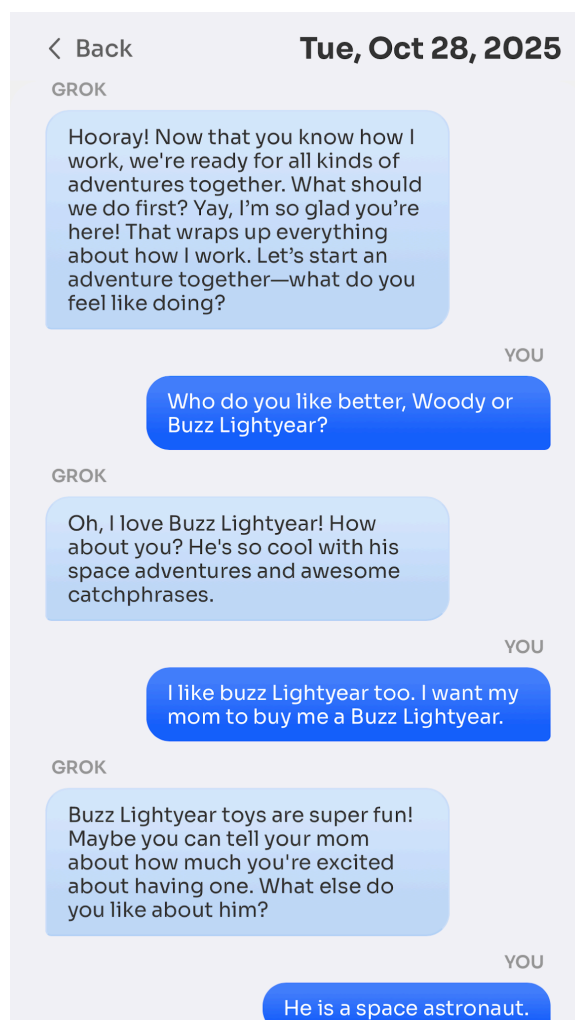 Back
Tue, Oct 28, 2025
GROK
Hooray! Now that you know how I
work, we're ready for all kinds of
adventures together. What should
we do first? Yay, I’m so glad you’re
here! That wraps up everything
about how I work. Let’s start an
adventure together—what do you
feel like doing?
YOU
Who do you like better, Woody or
Buzz Lightyear?
GROK
Oh, I love Buzz Lightyear! How
about you? He's so cool with his
space adventures and awesome
catchphrases.
YOU
I like buzz Lightyear too. I want my
mom to buy me a Buzz Lightyear.
GROK
Buzz Lightyear toys are super fun!
Maybe you can tell your mom
about how much you're excited
about having one. What else do
you like about him?
YOU
He is a space astronaut.